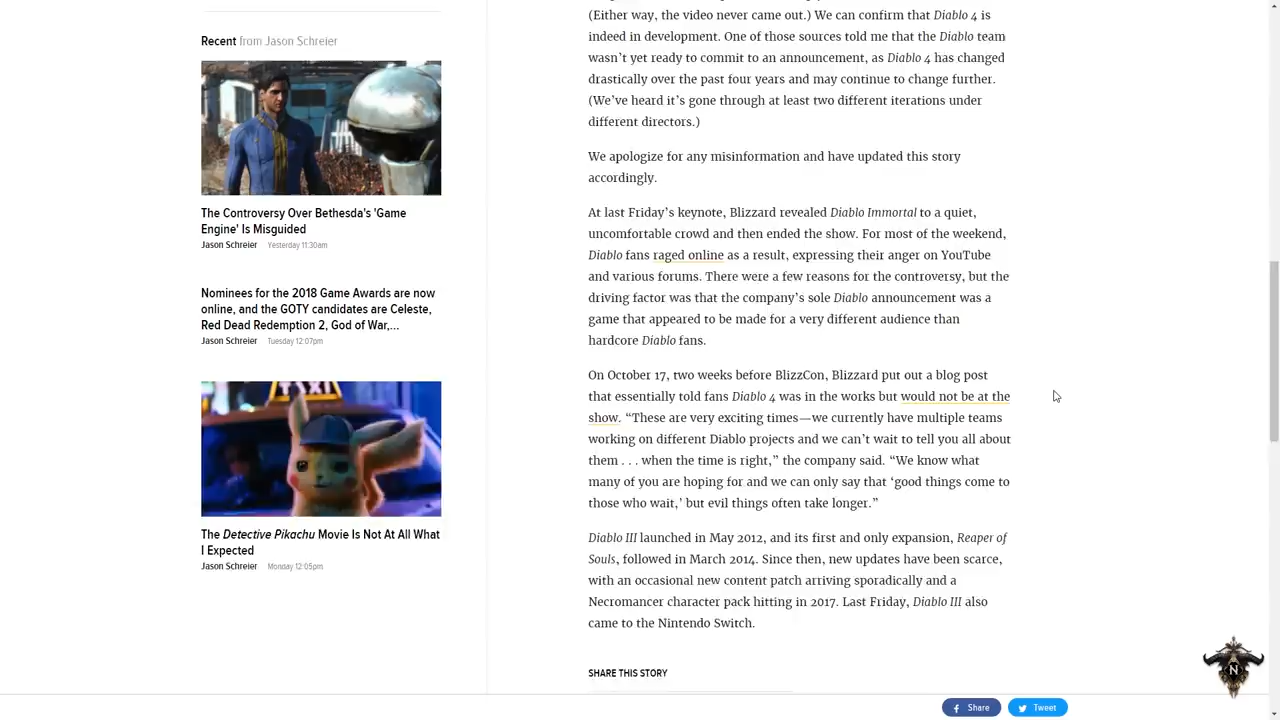 Recent from Jason Schreier
The Controversy Over Bethesda's 'Game
Engine' Is Misguided
Jason Schreier Yesterday 11:30am
Nominees for the 2018 Game Awards are now
online, and the GOTY candidates are Celeste,
Red Dead Redemption 2, God of War,...
Jason Schreier Tuesday 12:07pm
TAXI
The Detective Pikachu Movie Is Not At All What
I Expected
Jason Schreier Monday 12:05pm
(Either way, the video never came out.) We can confirm that Diablo 4 is
indeed in development. One of those sources told me that the Diablo team
wasn’t yet ready to commit to an announcement, as Diablo 4 has changed
drastically over the past four years and may continue to change further.
(We’ve heard it’s gone through at least two different iterations under
different directors.)
We apologize for any misinformation and have updated this story
accordingly.
At last Friday’s keynote, Blizzard revealed Diablo Immortal to a quiet,
uncomfortable crowd and then ended the show. For most of the weekend,
Diablo fans raged online as a result, expressing their anger on YouTube
and various forums. There were a few reasons for the controversy, but the
driving factor was that the company’s sole Diablo announcement was a
game that appeared to be made for a very different audience than
hardcore Diablo fans.
On October 17, two weeks before BlizzCon, Blizzard put out a blog post
that essentially told fans Diablo 4 was in the works but would not be at the
show. “These are very exciting times—we currently have multiple teams
working on different Diablo projects and we can’t wait to tell you all about
them . . . when the time is right,” the company said. “We know what
many of you are hoping for and we can only say that ‘good things come to
those who wait,’ but evil things often take longer.”
Diablo III launched in May 2012, and its first and only expansion, Reaper of
Souls, followed in March 2014. Since then, new updates have been scarce,
with an occasional new content patch arriving sporadically and a
Necromancer character pack hitting in 2017. Last Friday, Diablo III also
came to the Nintendo Switch.
SHARE THIS STORY
Share Tweet
N